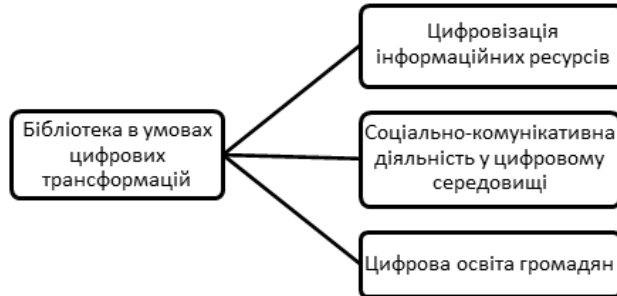 Бібліотека в умовах
цифрових
трансформацій
Цифровізація
інформаційних ресурсів
Соціально-комунікативна
діяльність у цифровому
середовищі
Цифрова освіта громадян